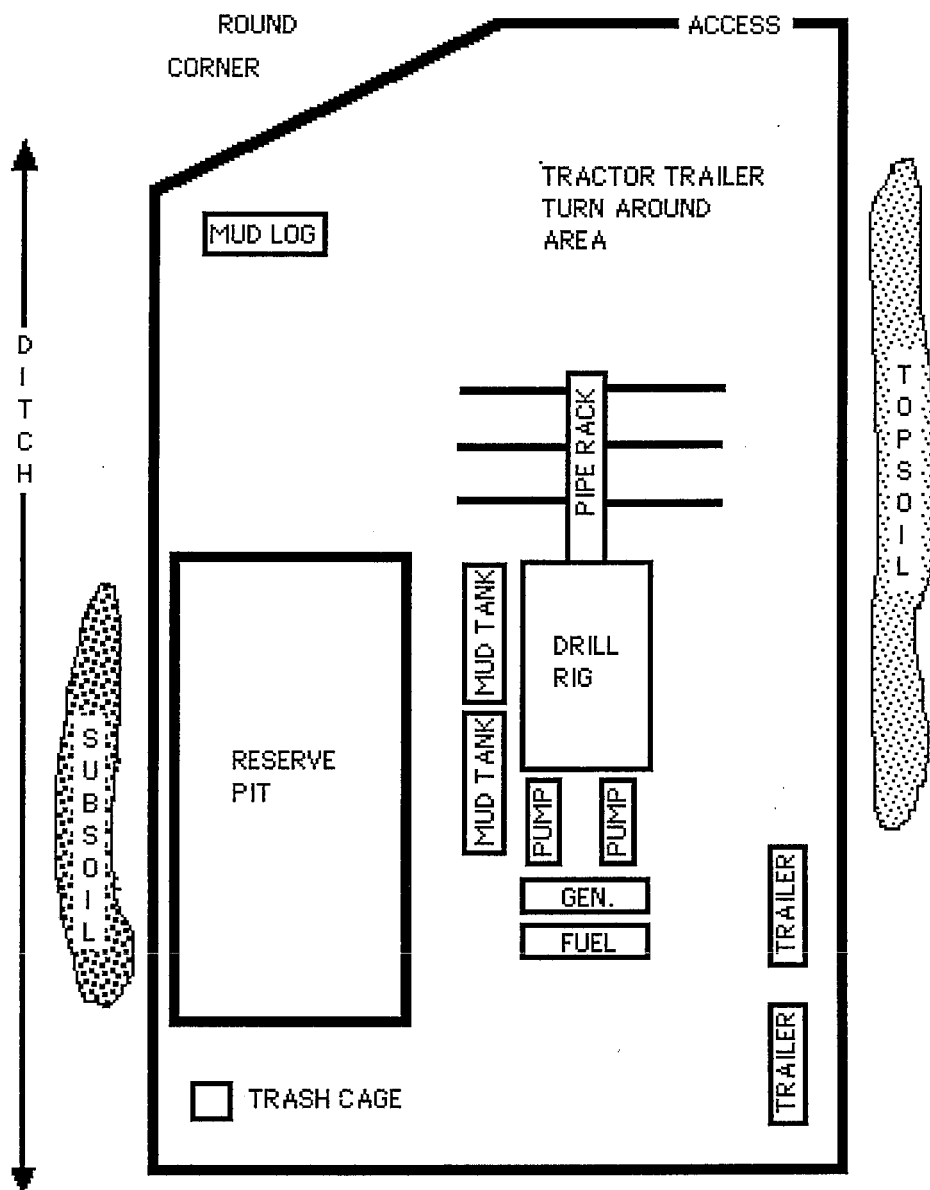 ROUND
CORNER
ACCESS
TRACTOR TRAILER
TURN AROUND
AREA
MUD LOG
DITCH
TOPSOIL
PIPE RACK
MUD TANK
DRILL
RIG
SUBSOIL
RESERVE
PIT
MUD TANK
PUMP
PUMP
GEN.
FUEL
TRAILER
TRAILER
TRASH CAGE